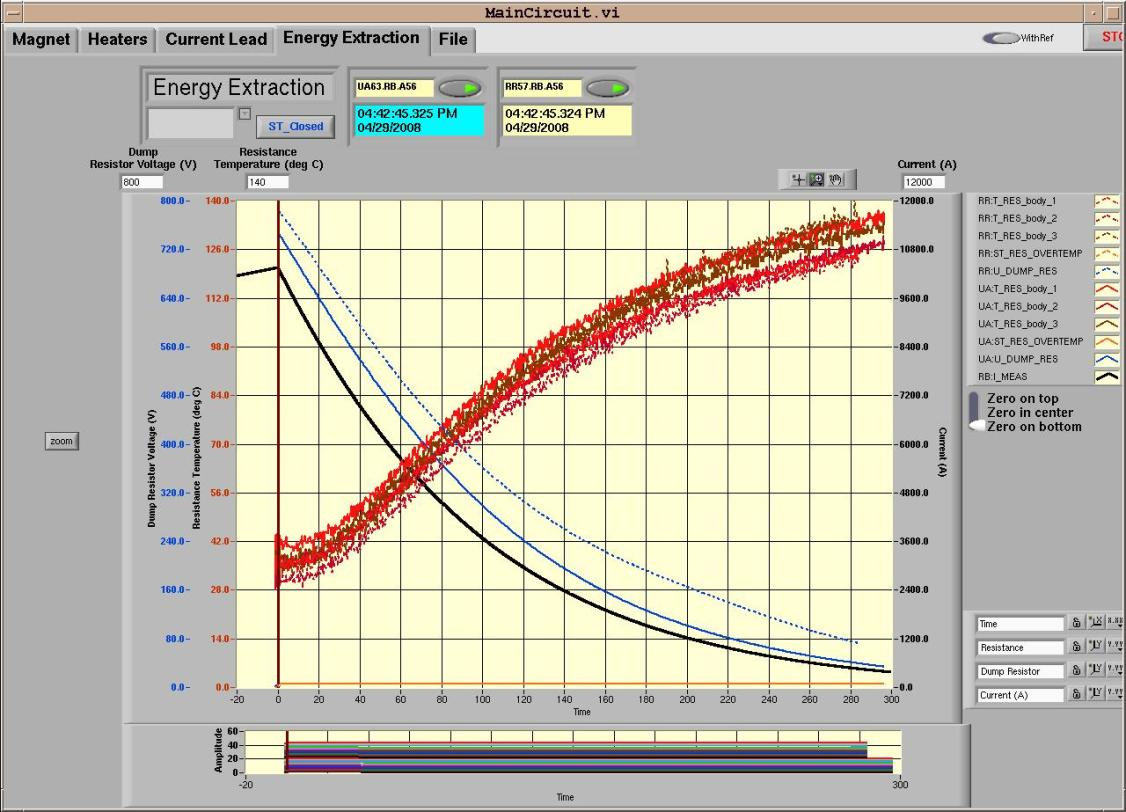 MainCircuit.vi
Magnet Heaters Current Lead Energy Extraction File
WithRef
Energy Extraction
ST_Closed
UA63.RB.A56
04:42:45.325 PM
04/29/2008
RR57.RB.A56
04:42:45.324 PM
04/29/2008
Dump
Resistor Voltage (V)
800
Resistance
Temperature (deg C)
140
Current (A)
12000
800.0
720.0
640.0
560.0
480.0
400.0
320.0
240.0
160.0
80.0
0.0
Dump Resistor Voltage (V)
140.0
126.0
112.0
98.0
84.0
70.0
56.0
42.0
28.0
14.0
0.0
Resistance Temperature (deg C)
12000.0
10800.0
9600.0
8400.0
7200.0
6000.0
4800.0
3600.0
2400.0
1200.0
0.0
Current (A)
-20 0 20 40 60 80 100 120 140 160 180 200 220 240 260 280 300
Time
zoom
RR:T_RES_body_1
RR:T_RES_body_2
RR:T_RES_body_3
RR:ST_RES_OVERTEMP
RR:U_DUMP_RES
UA:T_RES_body_1
UA:T_RES_body_2
UA:T_RES_body_3
UA:ST_RES_OVERTEMP
UA:U_DUMP_RES
RB:I_MEAS
Zero on top
Zero in center
Zero on bottom
Time
Resistance
Dump Resistor
Current (A)
Amplitude
60
40
20
0
-20 300
Time